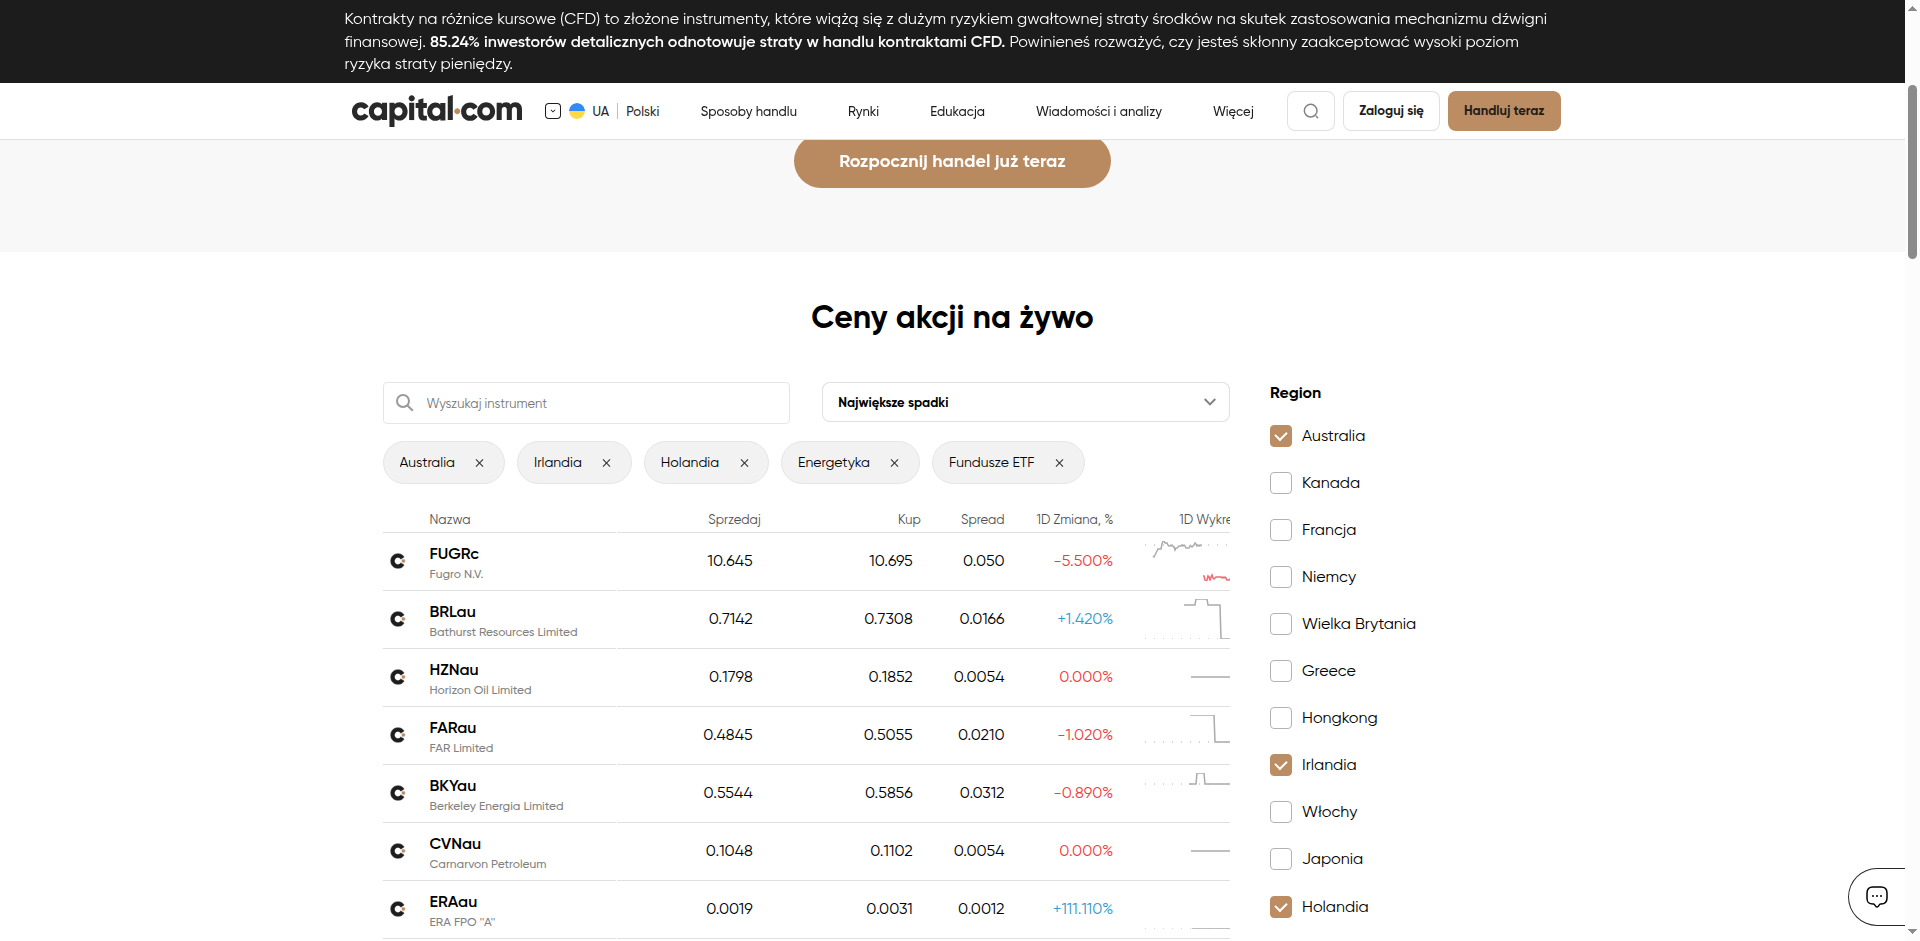 Kontrakty na różnice kursowe (CFD) to złożone instrumenty, które wiążą się z dużym ryzykiem gwałtownej straty środków na skutek zastosowania mechanizmu dźwigni
finansowej. 85.24% inwestorów detalicznych odnotowuje straty w handlu kontraktami CFD. Powinieneś rozważyć, czy jesteś skłonny zaakceptować wysoki poziom
ryzyka straty pieniędzy.
capital.com UA Polski Sposoby handlu Rynki Edukacja Wiadomości i analizy Więcej Zaloguj się Handluj teraz
Rozpocznij handel już teraz
Ceny akcji na żywo
Wyszukaj instrument Największe spadki
Australia Irlandia Holandia Energetyka Fundusze ETF
Nazwa Sprzedaj Kup Spread 1D Zmiana, % 1D Wykre
FUGRc 10.645 10.695 0.050 -5.500%
Fugro N.V.
BRLau 0.7142 0.7308 0.0166 +1.420%
Bathurst Resources Limited
HZNau 0.1798 0.1852 0.0054 0.000%
Horizon Oil Limited
FARau 0.4845 0.5055 0.0210 -1.020%
FAR Limited
BKYau 0.5544 0.5856 0.0312 -0.890%
Berkeley Energia Limited
CVNau 0.1048 0.1102 0.0054 0.000%
Carnarvon Petroleum
ERAau 0.0019 0.0031 0.0012 +111.110%
ERA FPO "A"
Region
Australia
Kanada
Francja
Niemcy
Wielka Brytania
Greece
Hongkong
Irlandia
Włochy
Japonia
Holandia